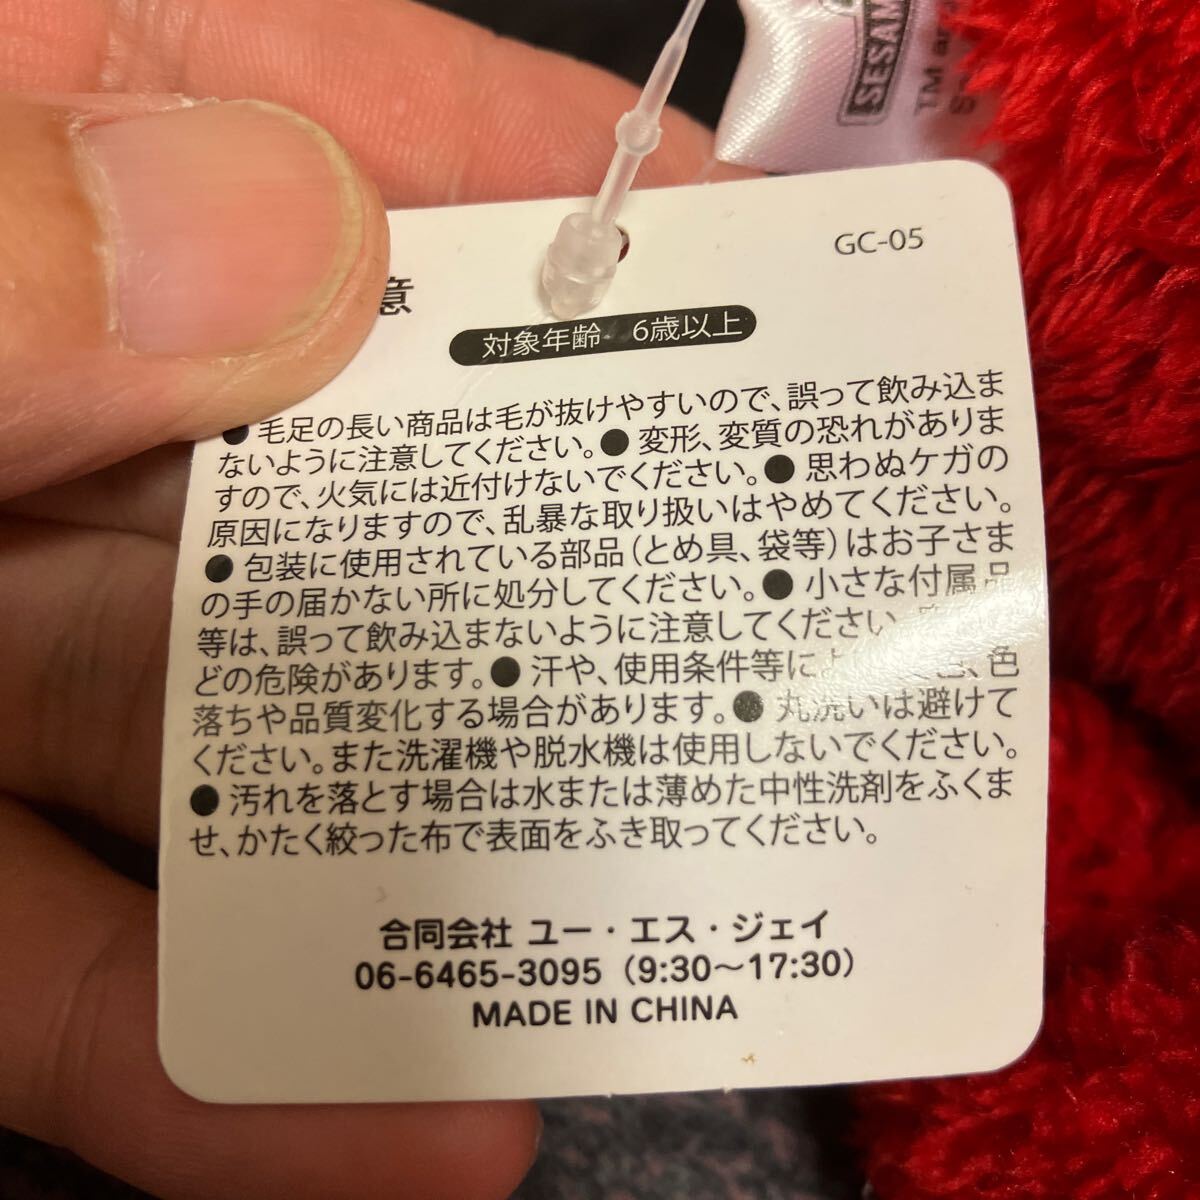 SESAM
TM
GC-05
意
対象年齢 6歳以上
●毛足の長い商品は毛が抜けやすいので、誤って飲み込ま
ないように注意してください。●変形、変質の恐れがありま
すので、火気には近付けないでください。●思わぬケガの
原因になりますので、乱暴な取り扱いはやめてください。
●包装に使用されている部品(とめ具、袋等)はお子さま
の手の届かない所に処分してください。●小さな付属品
等は、誤って飲み込まないように注意してください
どの危険があります。●汗や、使用条件等によ 色、色
落ちや品質変化する場合があります。●丸洗いは避けて
ください。また洗濯機や脱水機は使用しないでください。
●汚れを落とす場合は水または薄めた中性洗剤をふくま
せ、かたく絞った布で表面をふき取ってください。
合同会社 ユー・エス・ジェイ
06-6465-3095(9:30〜17:30)
MADE IN CHINA